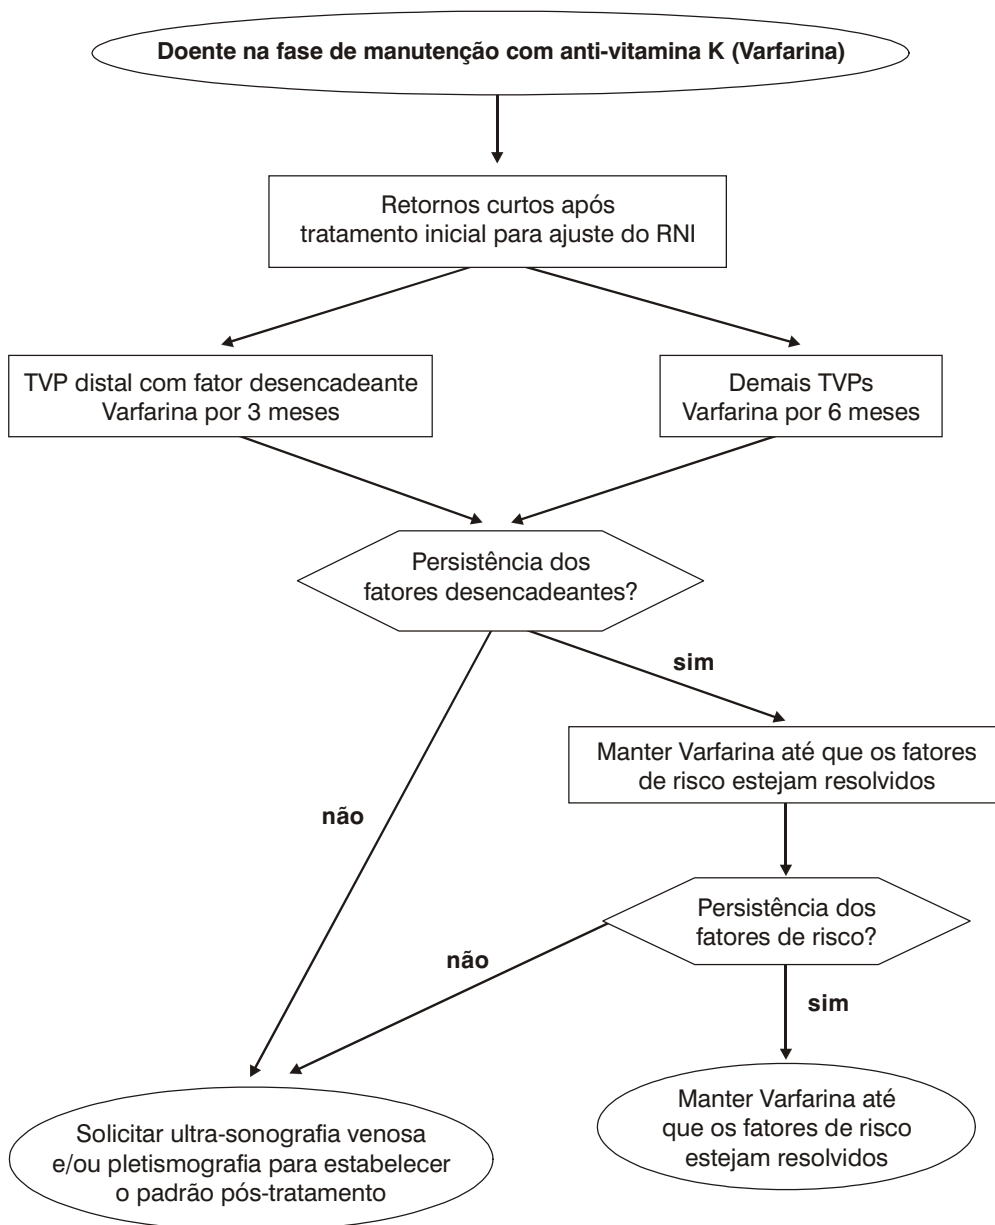 Doente na fase de manutenção com anti-vitamina K (Varfarina)
Retornos curtos após
tratamento inicial para ajuste do RNI
TVP distal com fator desencadeante
Varfarina por 3 meses
Demais TVPs
Varfarina por 6 meses
Persistência dos
fatores desencadeantes?
sim
Manter Varfarina até que os fatores
de risco estejam resolvidos
não
Persistência dos
fatores de risco?
não
sim
Solicitar ultra-sonografia venosa
e/ou pletismografia para estabelecer
o padrão pós-tratamento
Manter Varfarina até
que os fatores de risco
estejam resolvidos